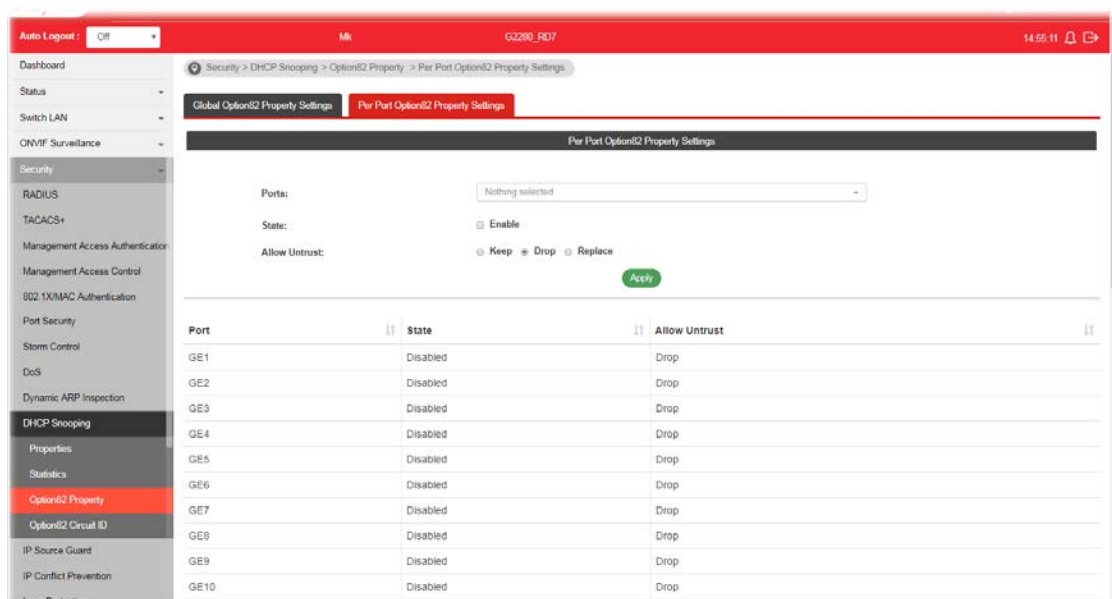 Auto Logout : Off Mk G2280_RD7 14:55:11
Dashboard
Status
Switch LAN
ONVIF Surveillance
Security
RADIUS
TACACS+
Management Access Authentication
Management Access Control
802.1X/MAC Authentication
Port Security
Storm Control
DoS
Dynamic ARP Inspection
DHCP Snooping
Properties
Statistics
Option82 Property
Option82 Circuit ID
IP Source Guard
IP Conflict Prevention
Security > DHCP Snooping > Option82 Property > Per Port Option82 Property Settings
Global Option82 Property Settings Per Port Option82 Property Settings
Per Port Option82 Property Settings
Ports: Nothing selected
State: Enable
Allow Untrust: Keep Drop Replace
Apply
Port State Allow Untrust
GE1 Disabled Drop
GE2 Disabled Drop
GE3 Disabled Drop
GE4 Disabled Drop
GE5 Disabled Drop
GE6 Disabled Drop
GE7 Disabled Drop
GE8 Disabled Drop
GE9 Disabled Drop
GE10 Disabled Drop